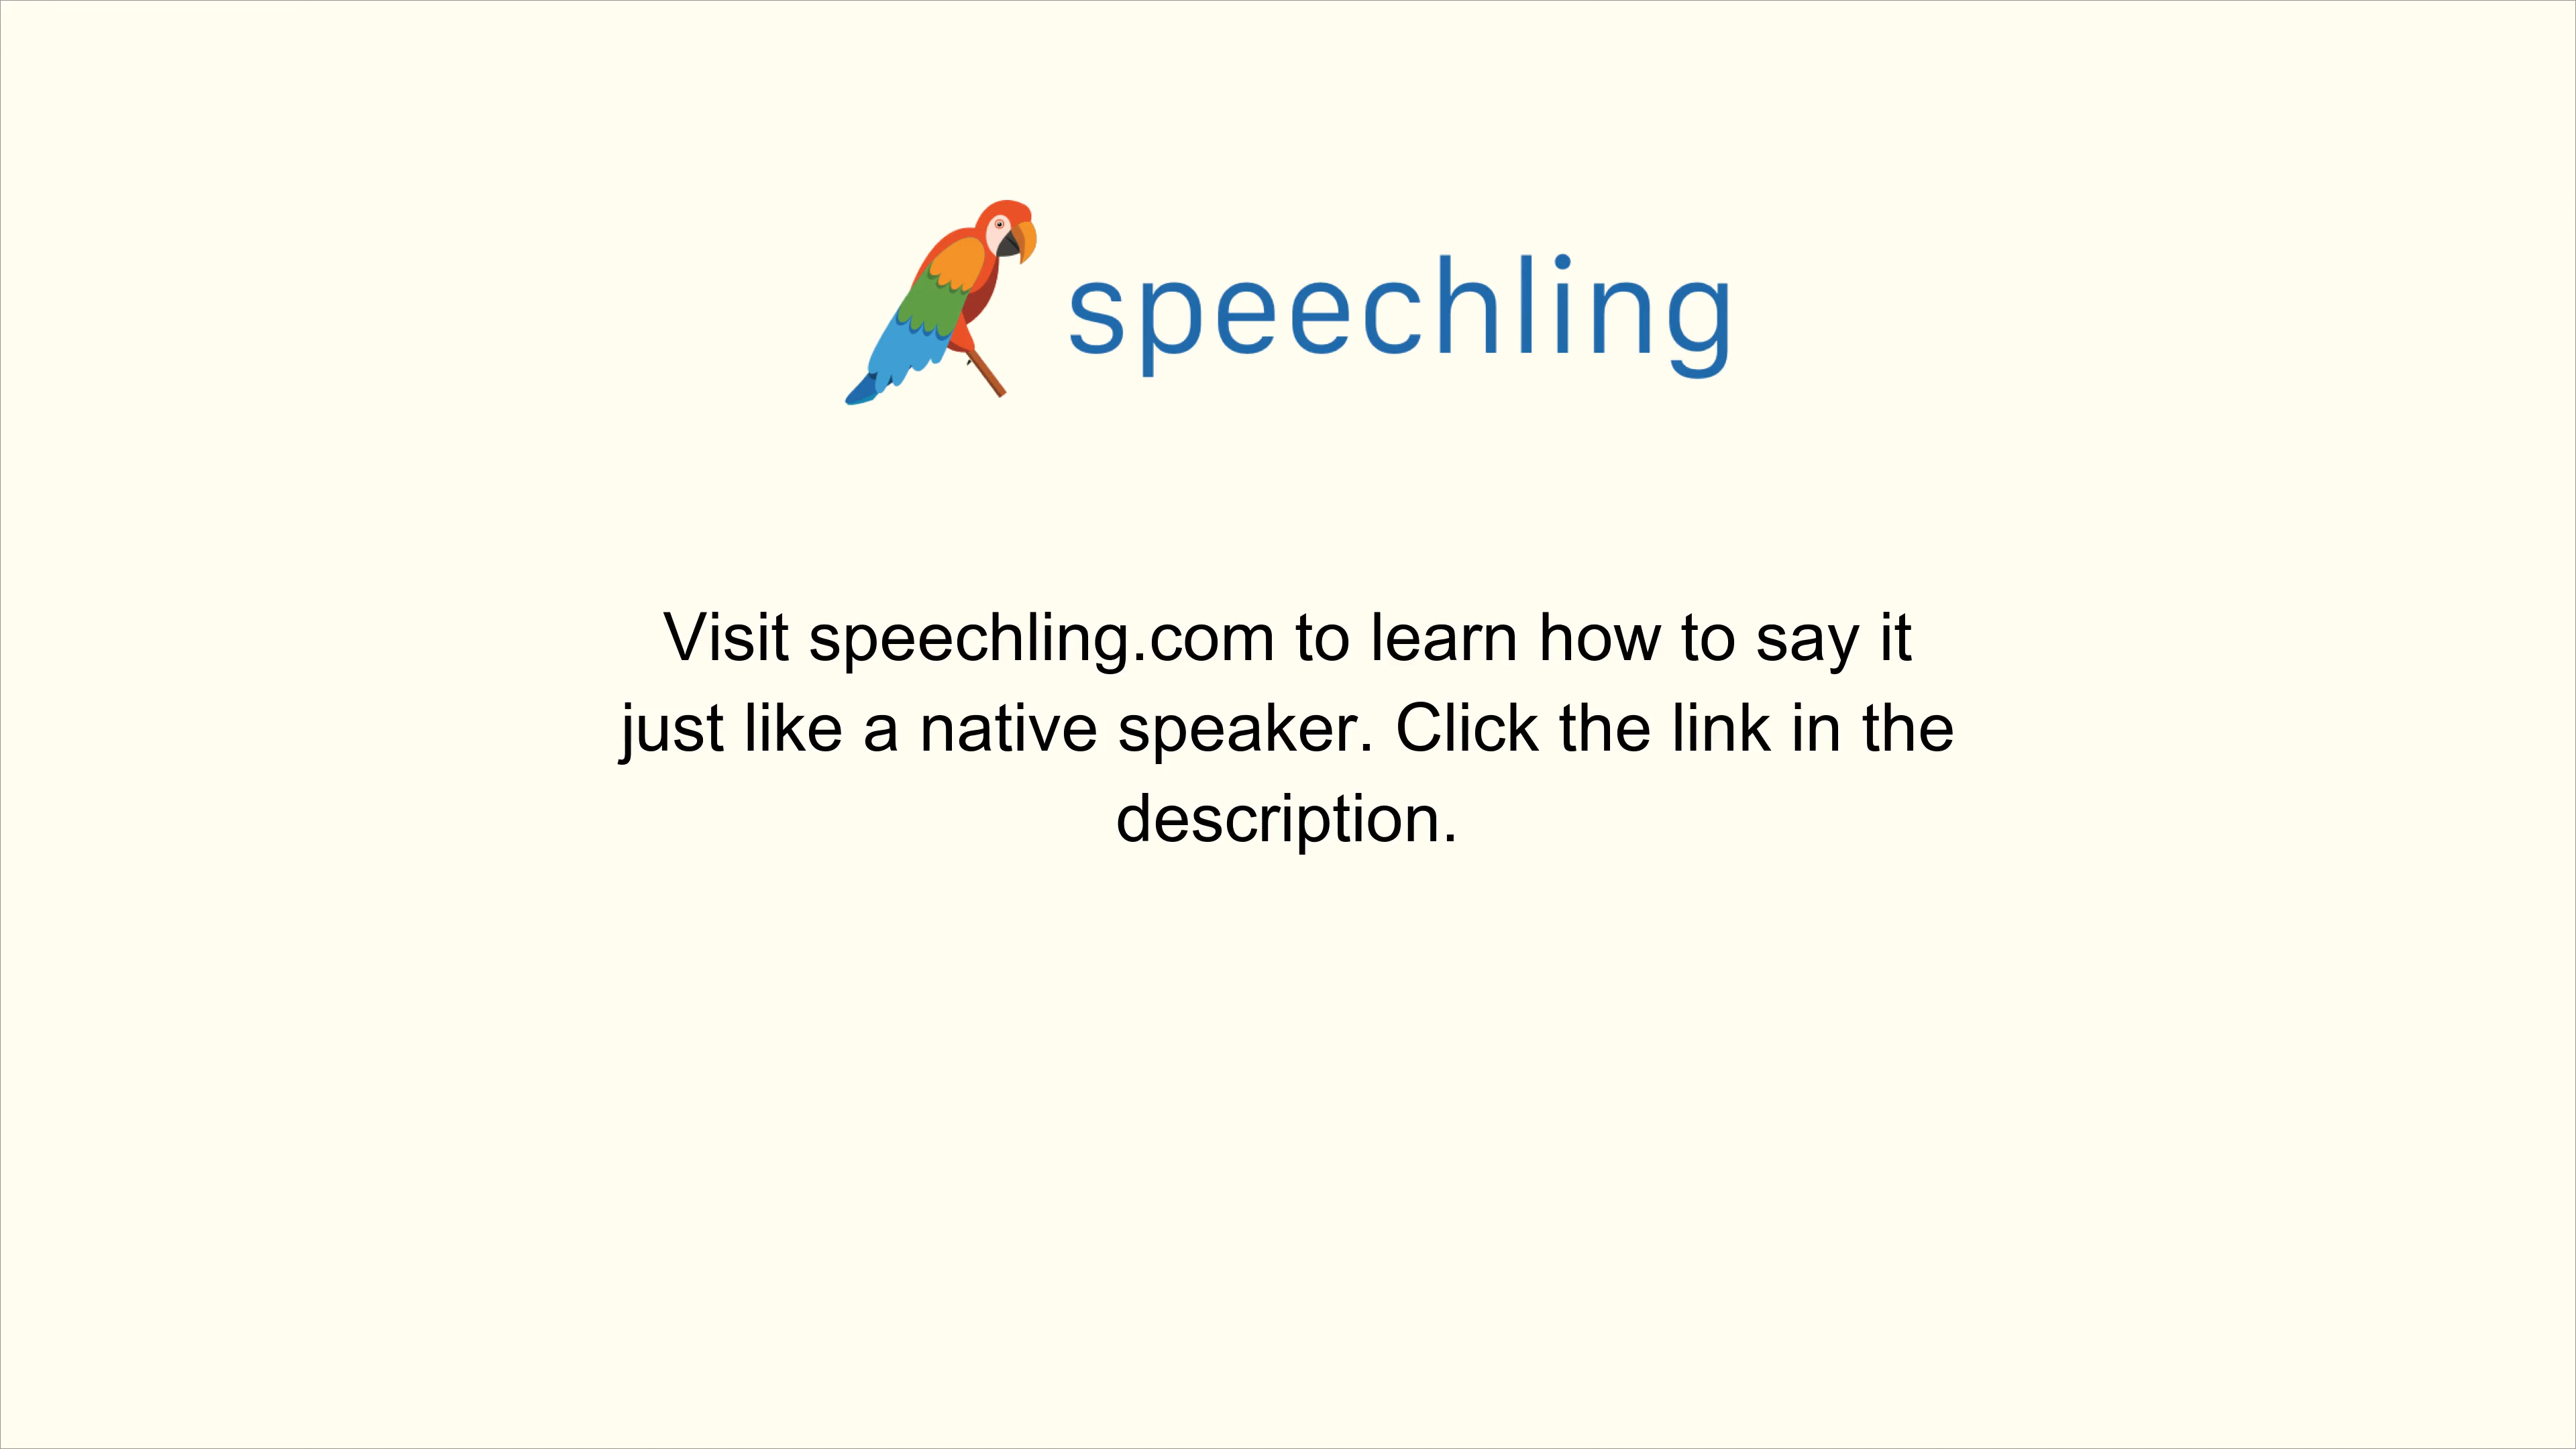 speechling
Visit speechling.com to learn how to say it
just like a native speaker. Click the link in the
description.